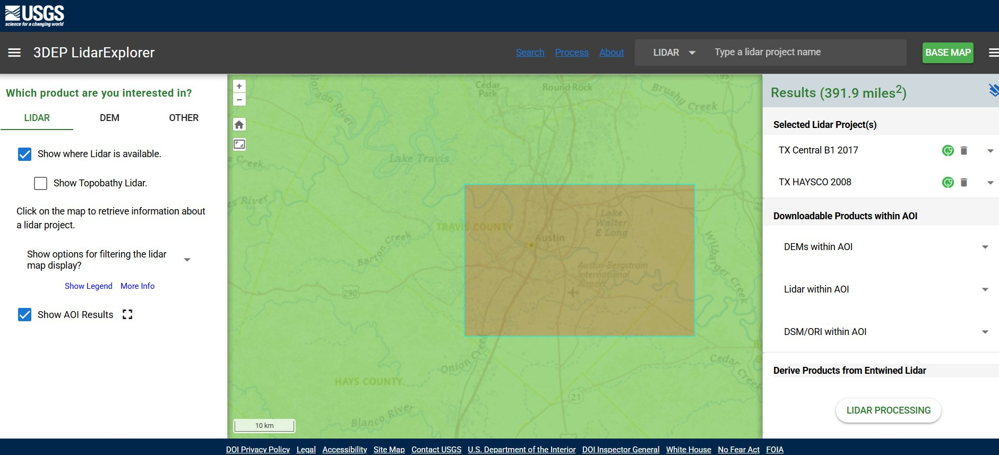 USGS
science for a changing world
3DEP LidarExplorer
Search Process About
LIDAR
Type a lidar project name
BASE MAP
Which product are you interested in?
LIDAR DEM OTHER
Show where Lidar is available.
Show Topobathy Lidar.
Click on the map to retrieve information about
a lidar project.
Show options for filtering the lidar
map display?
Show Legend More Info
Show AOI Results
+
−
Cedar
Park
Round Rock
95
Brushy Creek
Colorado River
Lake Travis
s Creek
es River
TRAVIS COUNTY
Lake
Walter
E Long
29
Austin
Barton Creek
Wilbarger Creek
Austin-Bergstrom
International
Airport
290
Onion Creek
B
Cedar Creek
HAYS COUNTY
21
Blanco River
10 km
Results (391.9 miles2)
Selected Lidar Project(s)
TX Central B1 2017
TX HAYSCO 2008
Downloadable Products within AOI
DEMs within AOI
Lidar within AOI
DSM/ORI within AOI
Derive Products from Entwined Lidar
LIDAR PROCESSING
DOI Privacy Policy Legal Accessibility Site Map Contact USGS U.S. Department of the Interior DOI Inspector General White House No Fear Act FOIA